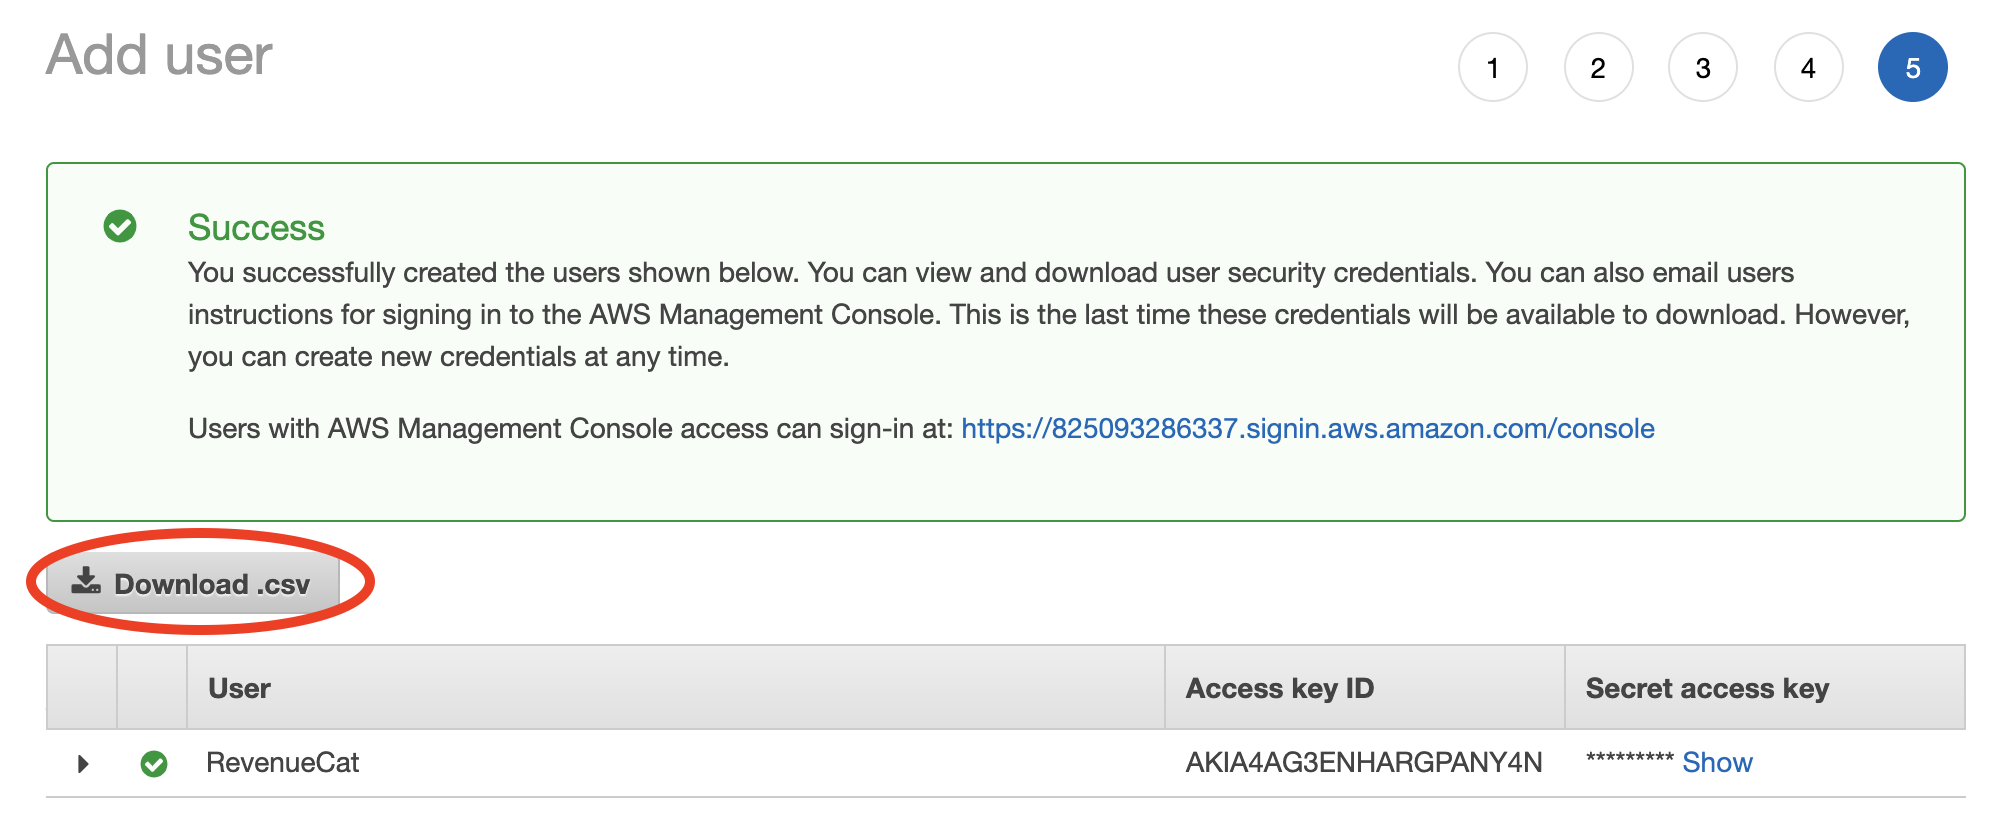 Add user
1 2 3 4 5
Success
You successfully created the users shown below. You can view and download user security credentials. You can also email users
instructions for signing in to the AWS Management Console. This is the last time these credentials will be available to download. However,
you can create new credentials at any time.
Users with AWS Management Console access can sign-in at: https://825093286337.signin.aws.amazon.com/console
Download .csv
User Access key ID Secret access key
RevenueCat AKIA4AG3ENHARGPANY4N ********* Show